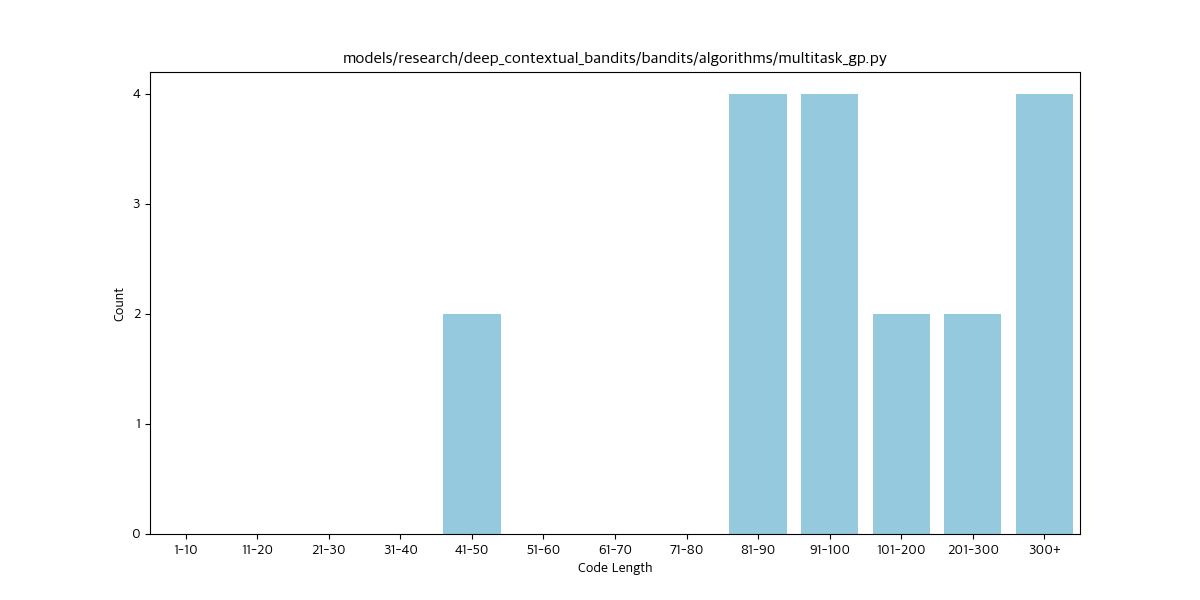 models/research/deep_contextual_bandits/bandits/algorithms/multitask_gp.py
4
3
2
1
0
Count
1-10 11-20 21-30 31-40 41-50 51-60 61-70 71-80 81-90 91-100 101-200 201-300 300+
Code Length